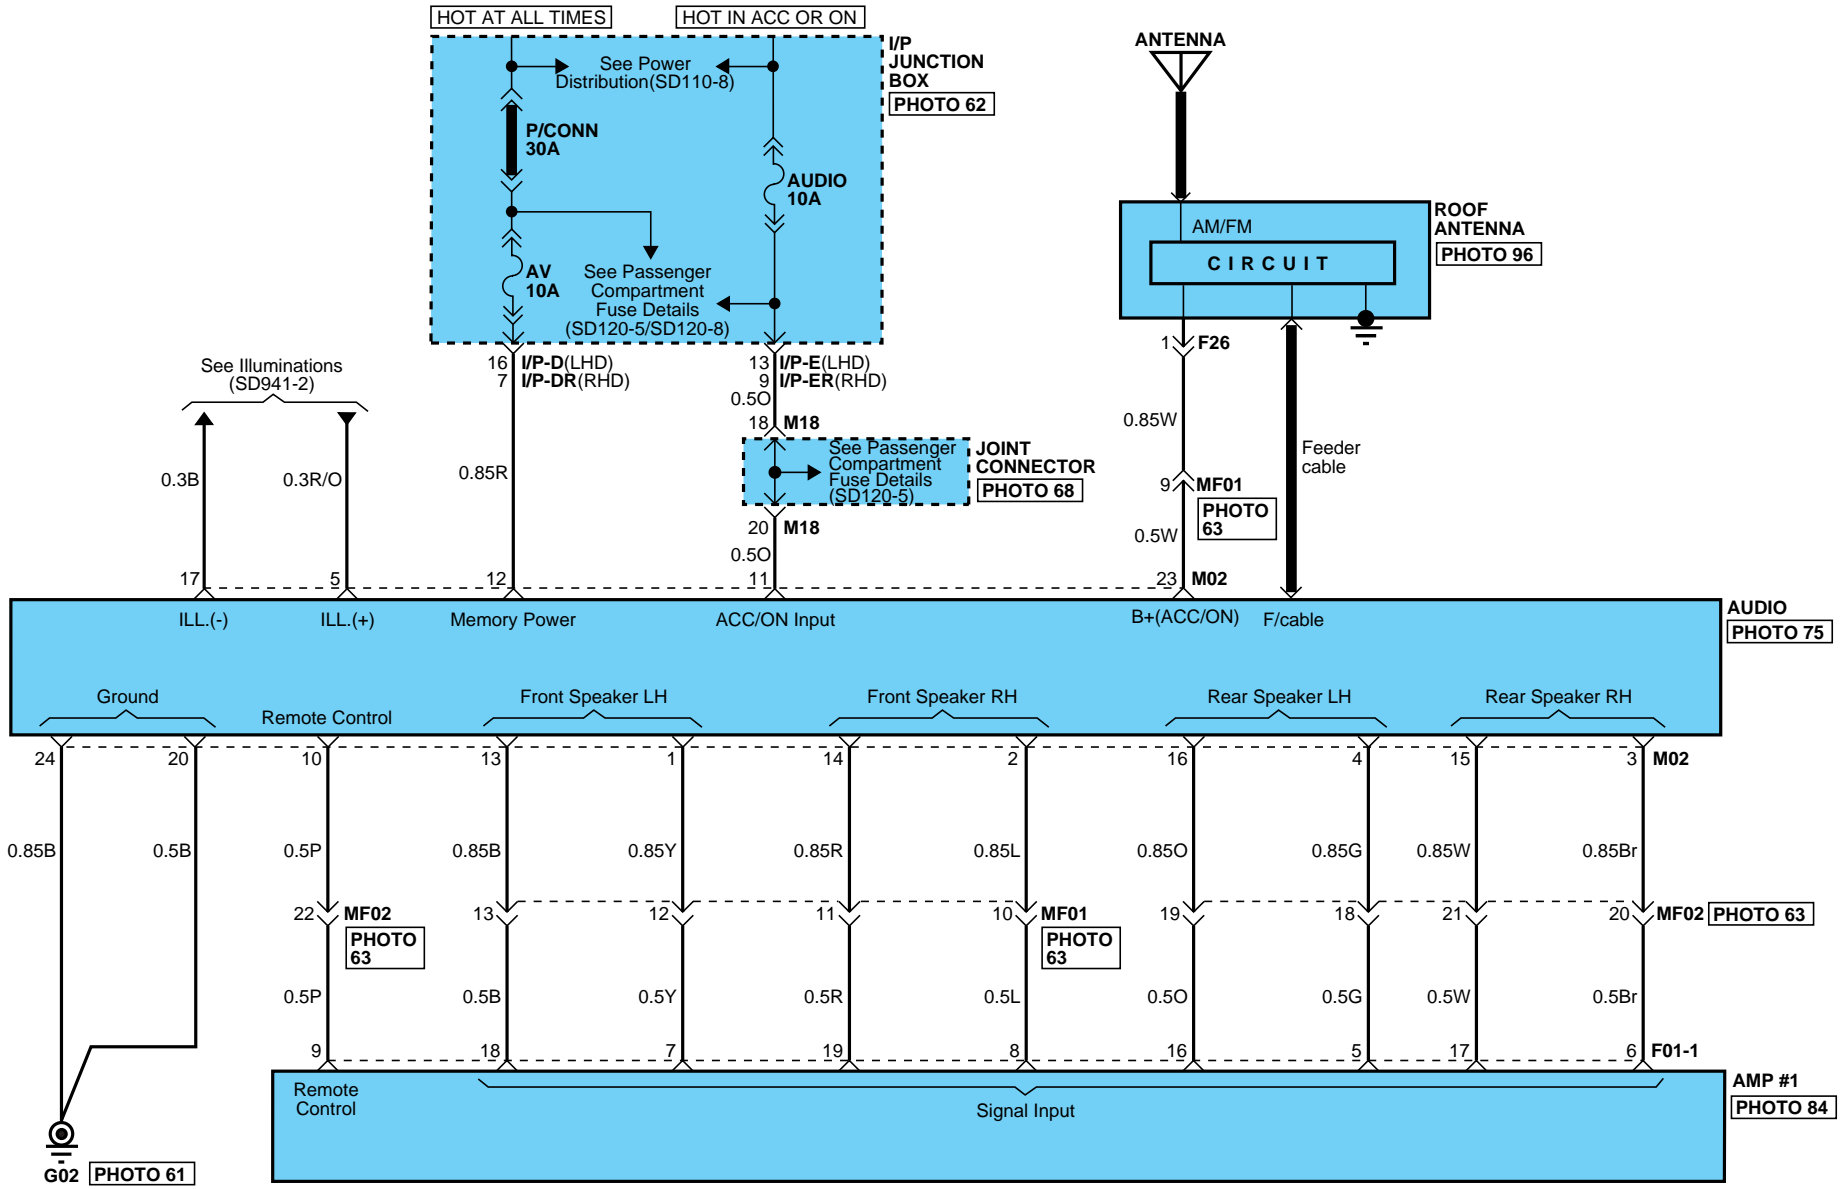 HOT AT ALL TIMES
HOT IN ACC OR ON
I/P
JUNCTION
BOX
PHOTO 62
See Power
Distribution(SD110-8)
P/CONN
30A
AUDIO
10A
AV
10A
See Passenger
Compartment
Fuse Details
(SD120-5/SD120-8)
ANTENNA
ROOF
ANTENNA
PHOTO 96
AM/FM
CIRCUIT
1 F26
16 I/P-D(LHD)
7 I/P-DR(RHD)
13 I/P-E(LHD)
9 I/P-ER(RHD)
0.5O
18 M18
See Passenger
Compartment
Fuse Details
(SD120-5)
JOINT
CONNECTOR
PHOTO 68
20 M18
0.5O
See Illuminations
(SD941-2)
0.3B
0.3R/O
0.85R
0.85W
Feeder
cable
9 MF01
PHOTO
63
0.5W
17
5
12
11
23 M02
ILL.(-)
ILL.(+)
Memory Power
ACC/ON Input
B+(ACC/ON)
F/cable
AUDIO
PHOTO 75
Ground
Remote Control
Front Speaker LH
Front Speaker RH
Rear Speaker LH
Rear Speaker RH
24
20
10
13
1
14
2
16
4
15
3 M02
0.85B
0.5B
0.5P
0.85B
0.85Y
0.85R
0.85L
0.85O
0.85G
0.85W
0.85Br
22 MF02
PHOTO
63
13
12
11
10 MF01
PHOTO
63
19
18
21
20 MF02 PHOTO 63
0.5P
0.5B
0.5Y
0.5R
0.5L
0.5O
0.5G
0.5W
0.5Br
9
18
7
19
8
16
5
17
6 F01-1
Remote
Control
Signal Input
AMP #1
PHOTO 84
G02 PHOTO 61